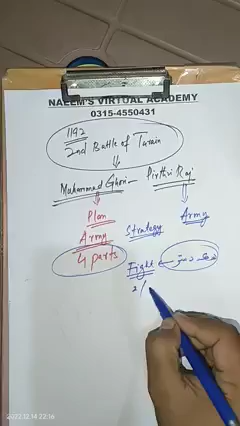 NAEEM'S VIRTUAL ACADEMY
0315-4550431
1192
2nd Battle of Tarain
Muhammad Ghori - Pirthvi Raj
Plan
Army
Strategy
Army
4 parts
Fight
2/
2022.12.14 22:16